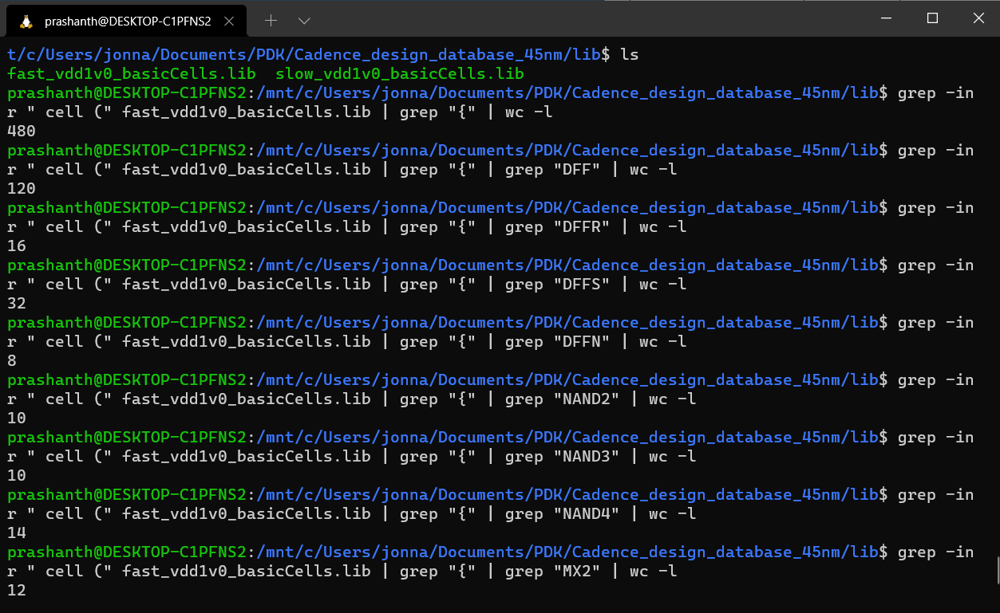 prashanth@DESKTOP-C1PFNS2
t/c/Users/jonna/Documents/PDK/Cadence_design_database_45nm/lib$ ls
fast_vdd1v0_basicCells.lib  slow_vdd1v0_basicCells.lib
prashanth@DESKTOP-C1PFNS2:/mnt/c/Users/jonna/Documents/PDK/Cadence_design_database_45nm/lib$ grep -in
r " cell (" fast_vdd1v0_basicCells.lib | grep "{" | wc -l
480
prashanth@DESKTOP-C1PFNS2:/mnt/c/Users/jonna/Documents/PDK/Cadence_design_database_45nm/lib$ grep -in
r " cell (" fast_vdd1v0_basicCells.lib | grep "{" | grep "DFF" | wc -l
120
prashanth@DESKTOP-C1PFNS2:/mnt/c/Users/jonna/Documents/PDK/Cadence_design_database_45nm/lib$ grep -in
r " cell (" fast_vdd1v0_basicCells.lib | grep "{" | grep "DFFR" | wc -l
16
prashanth@DESKTOP-C1PFNS2:/mnt/c/Users/jonna/Documents/PDK/Cadence_design_database_45nm/lib$ grep -in
r " cell (" fast_vdd1v0_basicCells.lib | grep "{" | grep "DFFS" | wc -l
32
prashanth@DESKTOP-C1PFNS2:/mnt/c/Users/jonna/Documents/PDK/Cadence_design_database_45nm/lib$ grep -in
r " cell (" fast_vdd1v0_basicCells.lib | grep "{" | grep "DFFN" | wc -l
8
prashanth@DESKTOP-C1PFNS2:/mnt/c/Users/jonna/Documents/PDK/Cadence_design_database_45nm/lib$ grep -in
r " cell (" fast_vdd1v0_basicCells.lib | grep "{" | grep "NAND2" | wc -l
10
prashanth@DESKTOP-C1PFNS2:/mnt/c/Users/jonna/Documents/PDK/Cadence_design_database_45nm/lib$ grep -in
r " cell (" fast_vdd1v0_basicCells.lib | grep "{" | grep "NAND3" | wc -l
10
prashanth@DESKTOP-C1PFNS2:/mnt/c/Users/jonna/Documents/PDK/Cadence_design_database_45nm/lib$ grep -in
r " cell (" fast_vdd1v0_basicCells.lib | grep "{" | grep "NAND4" | wc -l
14
prashanth@DESKTOP-C1PFNS2:/mnt/c/Users/jonna/Documents/PDK/Cadence_design_database_45nm/lib$ grep -in
r " cell (" fast_vdd1v0_basicCells.lib | grep "{" | grep "MX2" | wc -l
12